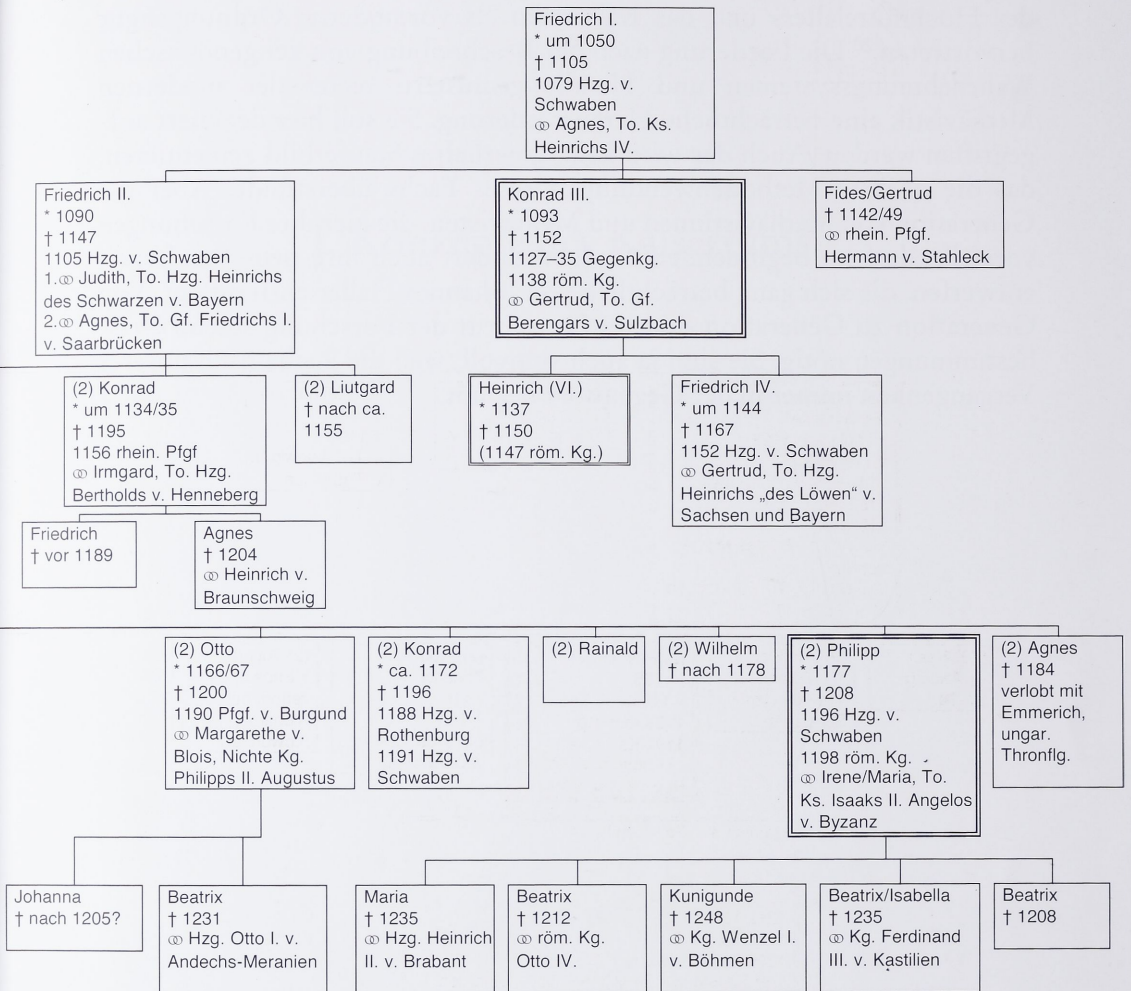 Friedrich I.
* um 1050
† 1105
1079 Hzg. v.
Schwaben
⚭ Agnes, To. Ks.
Heinrichs IV.
Friedrich II.
* 1090
† 1147
1105 Hzg. v. Schwaben
1.⚭ Judith, To. Hzg. Heinrichs
des Schwarzen v. Bayern
2.⚭ Agnes, To. Gf. Friedrichs I.
v. Saarbrücken
Konrad III.
* 1093
† 1152
1127–35 Gegenkg.
1138 röm. Kg.
⚭ Gertrud, To. Gf.
Berengars v. Sulzbach
Fides/Gertrud
† 1142/49
⚭ rhein. Pfgf.
Hermann v. Stahleck
(2) Konrad
* um 1134/35
† 1195
1156 rhein. Pfgf
⚭ Irmgard, To. Hzg.
Bertholds v. Henneberg
(2) Liutgard
† nach ca.
1155
Heinrich (VI.)
* 1137
† 1150
(1147 röm. Kg.)
Friedrich IV.
* um 1144
† 1167
1152 Hzg. v. Schwaben
⚭ Gertrud, To. Hzg.
Heinrichs „des Löwen“ v.
Sachsen und Bayern
Friedrich
† vor 1189
Agnes
† 1204
⚭ Heinrich v.
Braunschweig
(2) Otto
* 1166/67
† 1200
1190 Pfgf. v. Burgund
⚭ Margarethe v.
Blois, Nichte Kg.
Philipps II. Augustus
(2) Konrad
* ca. 1172
† 1196
1188 Hzg. v.
Rothenburg
1191 Hzg. v.
Schwaben
(2) Rainald
(2) Wilhelm
† nach 1178
(2) Philipp
* 1177
† 1208
1196 Hzg. v.
Schwaben
1198 röm. Kg.
⚭ Irene/Maria, To.
Ks. Isaaks II. Angelos
v. Byzanz
(2) Agnes
† 1184
verlobt mit
Emmerich,
ungar.
Thronflg.
Johanna
† nach 1205?
Beatrix
† 1231
⚭ Hzg. Otto I. v.
Andechs-Meranien
Maria
† 1235
⚭ Hzg. Heinrich
II. v. Brabant
Beatrix
† 1212
⚭ röm. Kg.
Otto IV.
Kunigunde
† 1248
⚭ Kg. Wenzel I.
v. Böhmen
Beatrix/Isabella
† 1235
⚭ Kg. Ferdinand
III. v. Kastilien
Beatrix
† 1208